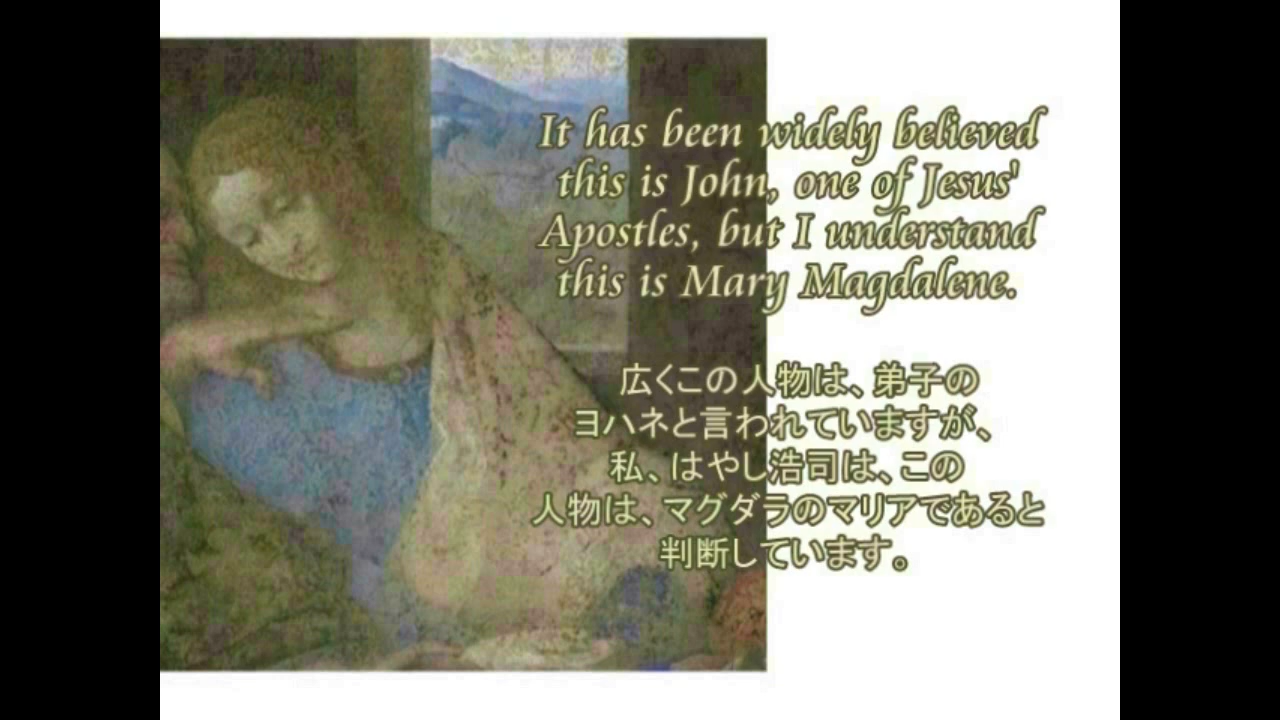 It has been widely believed
this is John, one of Jesus'
Apostles, but I understand
this is Mary Magdalene.
広くこの人物は、弟子の
ヨハネと言われていますが、
私、はやし浩司は、この
人物は、マグダラのマリアであると
判断しています。